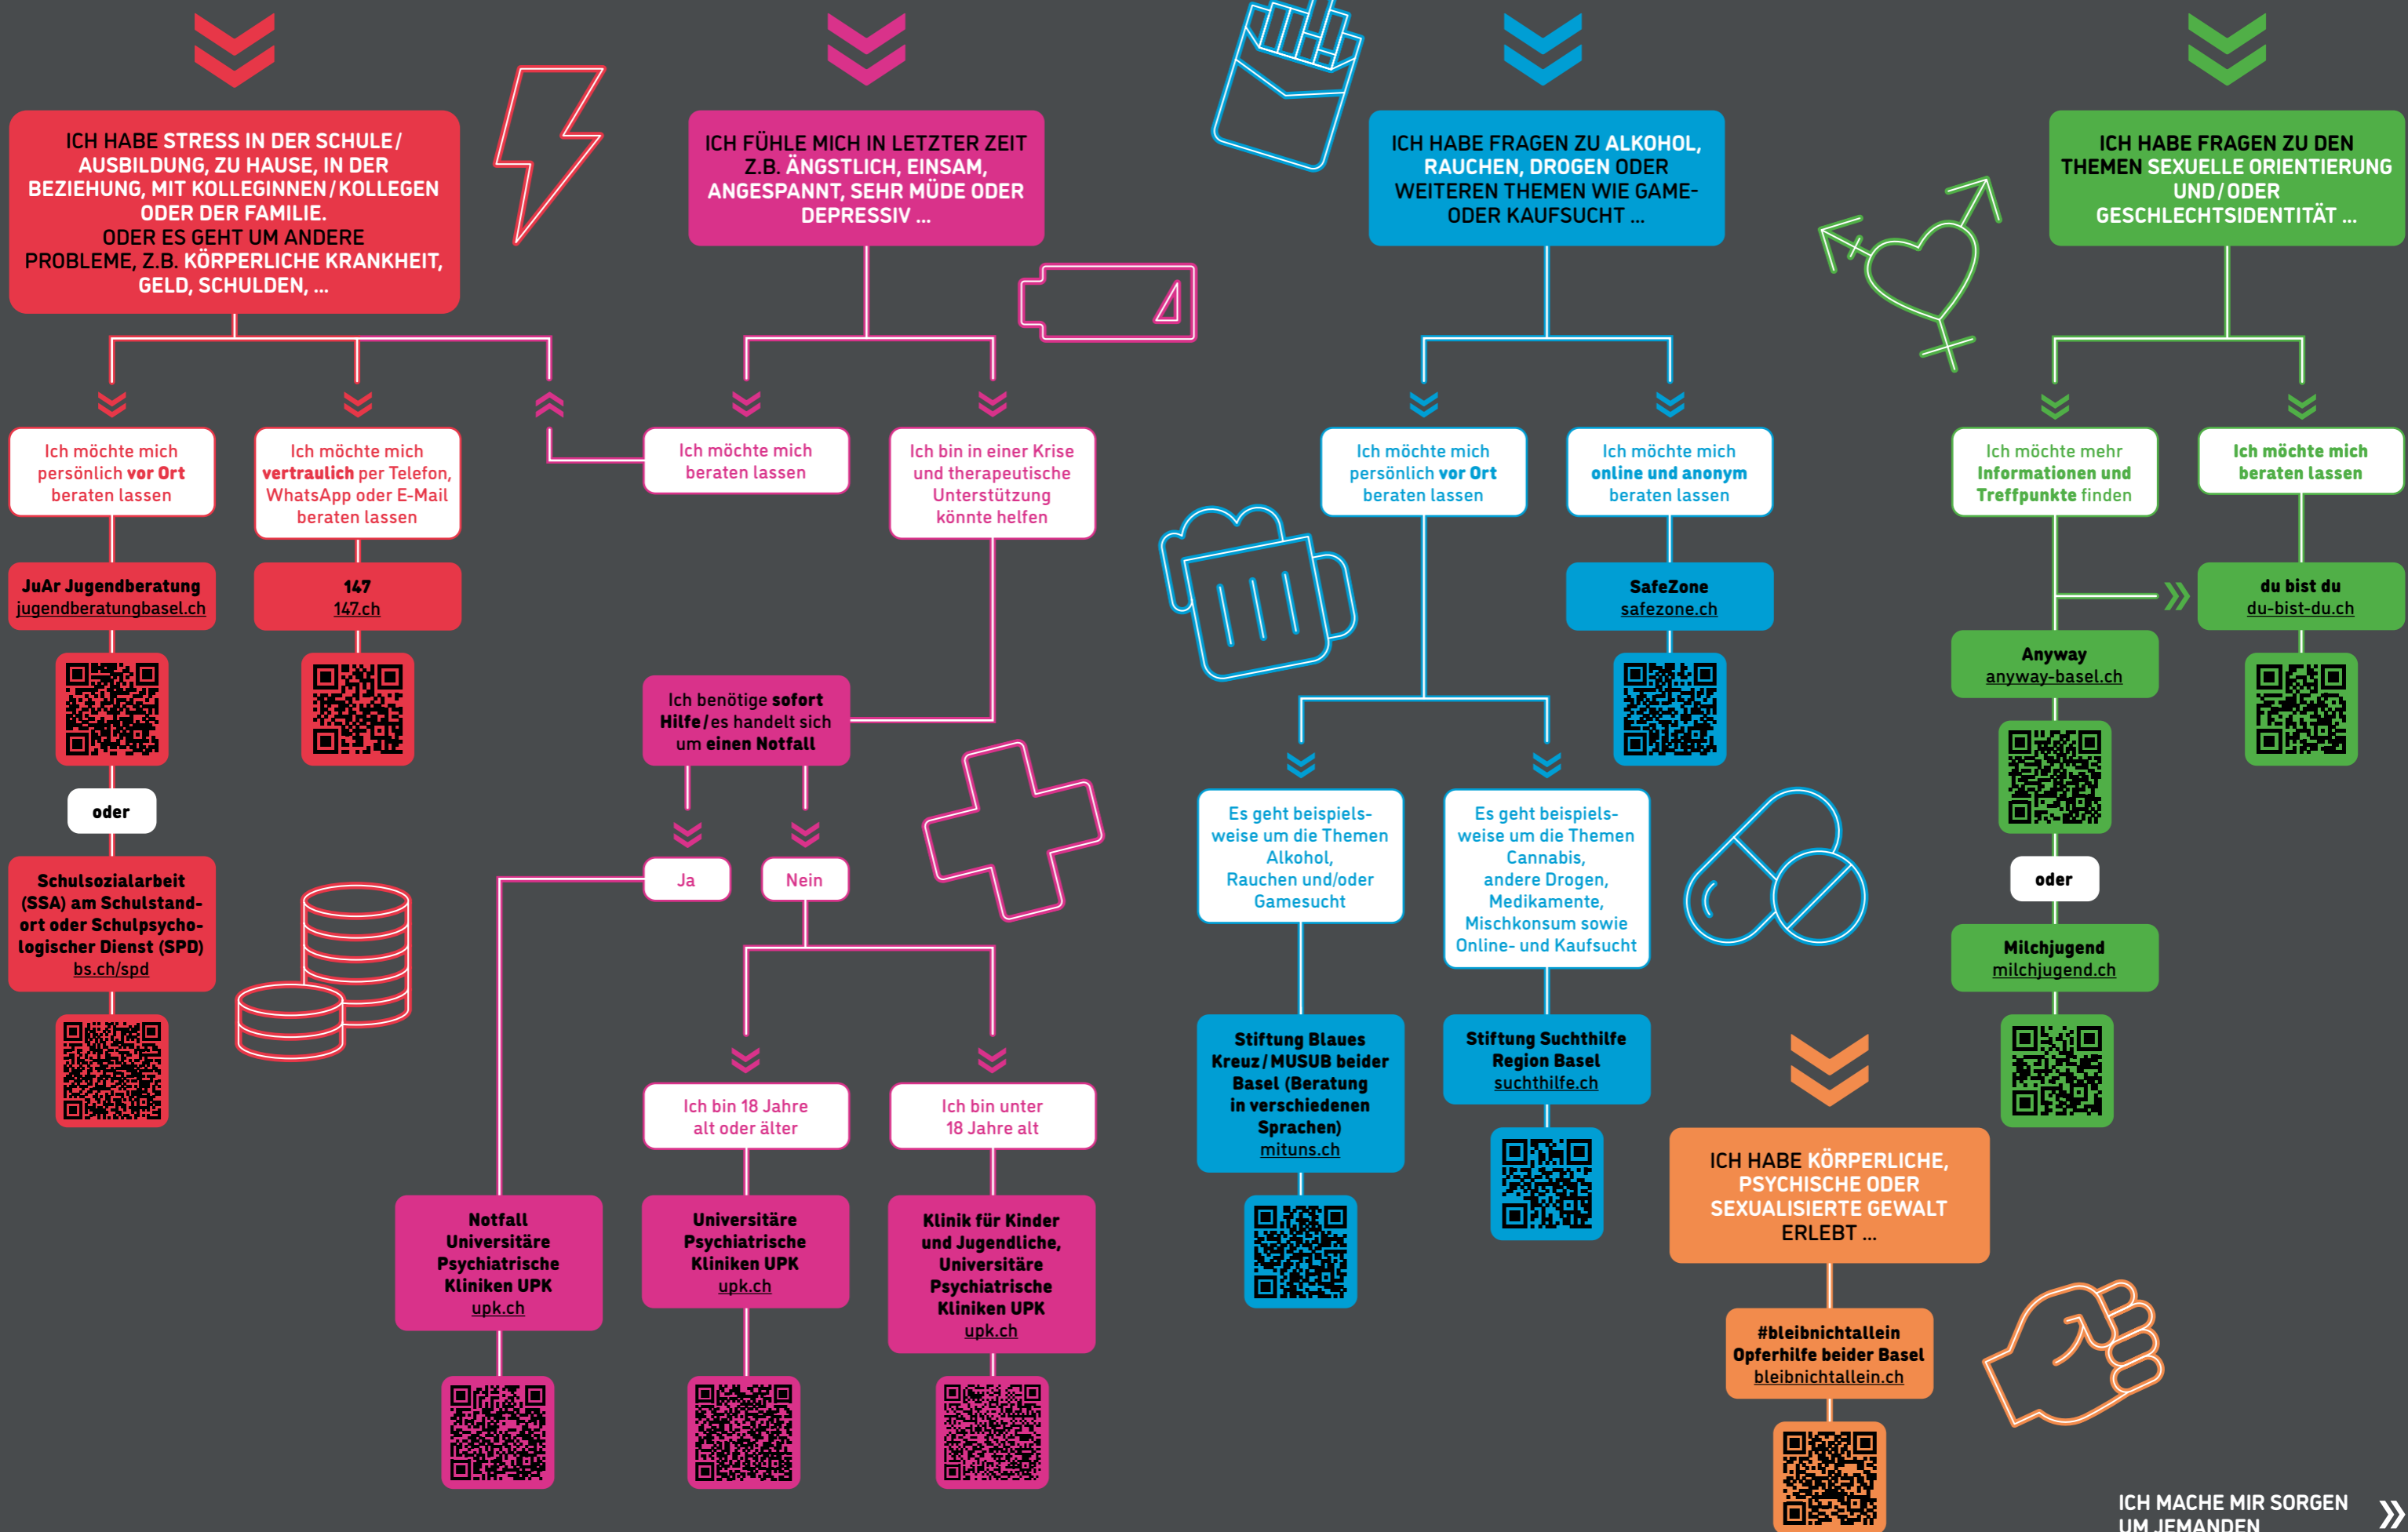 ICH HABE STRESS IN DER SCHULE/
AUSBILDUNG, ZU HAUSE, IN DER
BEZIEHUNG, MIT KOLLEGINNEN/KOLLEGEN
ODER DER FAMILIE.
ODER ES GEHT UM ANDERE
PROBLEME, Z.B. KÖRPERLICHE KRANKHEIT,
GELD, SCHULDEN, ...
Ich möchte mich
persönlich vor Ort
beraten lassen
JuAr Jugendberatung
jugendberatungbasel.ch
oder
Schulsozialarbeit
(SSA) am Schulstand-
ort oder Schulpsycho-
logischer Dienst (SPD)
bs.ch/spd
Ich möchte mich
vertraulich per Telefon,
WhatsApp oder E-Mail
beraten lassen
147
147.ch
ICH FÜHLE MICH IN LETZTER ZEIT
Z.B. ÄNGSTLICH, EINSAM,
ANGESPANNT, SEHR MÜDE ODER
DEPRESSIV ...
Ich möchte mich
beraten lassen
Ich bin in einer Krise
und therapeutische
Unterstützung
könnte helfen
Ich benötige sofort
Hilfe/es handelt sich
um einen Notfall
Ja
Nein
Notfall
Universitäre
Psychiatrische
Kliniken UPK
upk.ch
Ich bin 18 Jahre
alt oder älter
Universitäre
Psychiatrische
Kliniken UPK
upk.ch
Ich bin unter
18 Jahre alt
Klinik für Kinder
und Jugendliche,
Universitäre
Psychiatrische
Kliniken UPK
upk.ch
ICH HABE FRAGEN ZU ALKOHOL,
RAUCHEN, DROGEN ODER
WEITEREN THEMEN WIE GAME-
ODER KAUFSUCHT ...
Ich möchte mich
persönlich vor Ort
beraten lassen
Ich möchte mich
online und anonym
beraten lassen
SafeZone
safezone.ch
Es geht beispiels-
weise um die Themen
Alkohol,
Rauchen und/oder
Gamesucht
Stiftung Blaues
Kreuz/MUSUB beider
Basel (Beratung
in verschiedenen
Sprachen)
mituns.ch
Es geht beispiels-
weise um die Themen
Cannabis,
andere Drogen,
Medikamente,
Mischkonsum sowie
Online- und Kaufsucht
Stiftung Suchthilfe
Region Basel
suchthilfe.ch
ICH HABE FRAGEN ZU DEN
THEMEN SEXUELLE ORIENTIERUNG
UND/ODER
GESCHLECHTSIDENTITÄT ...
Ich möchte mehr
Informationen und
Treffpunkte finden
Ich möchte mich
beraten lassen
du bist du
du-bist-du.ch
Anyway
anyway-basel.ch
oder
Milchjugend
milchjugend.ch
ICH HABE KÖRPERLICHE,
PSYCHISCHE ODER
SEXUALISIERTE GEWALT
ERLEBT ...
#bleibnichtallein
Opferhilfe beider Basel
bleibnichtallein.ch
ICH MACHE MIR SORGEN
UM JEMANDEN